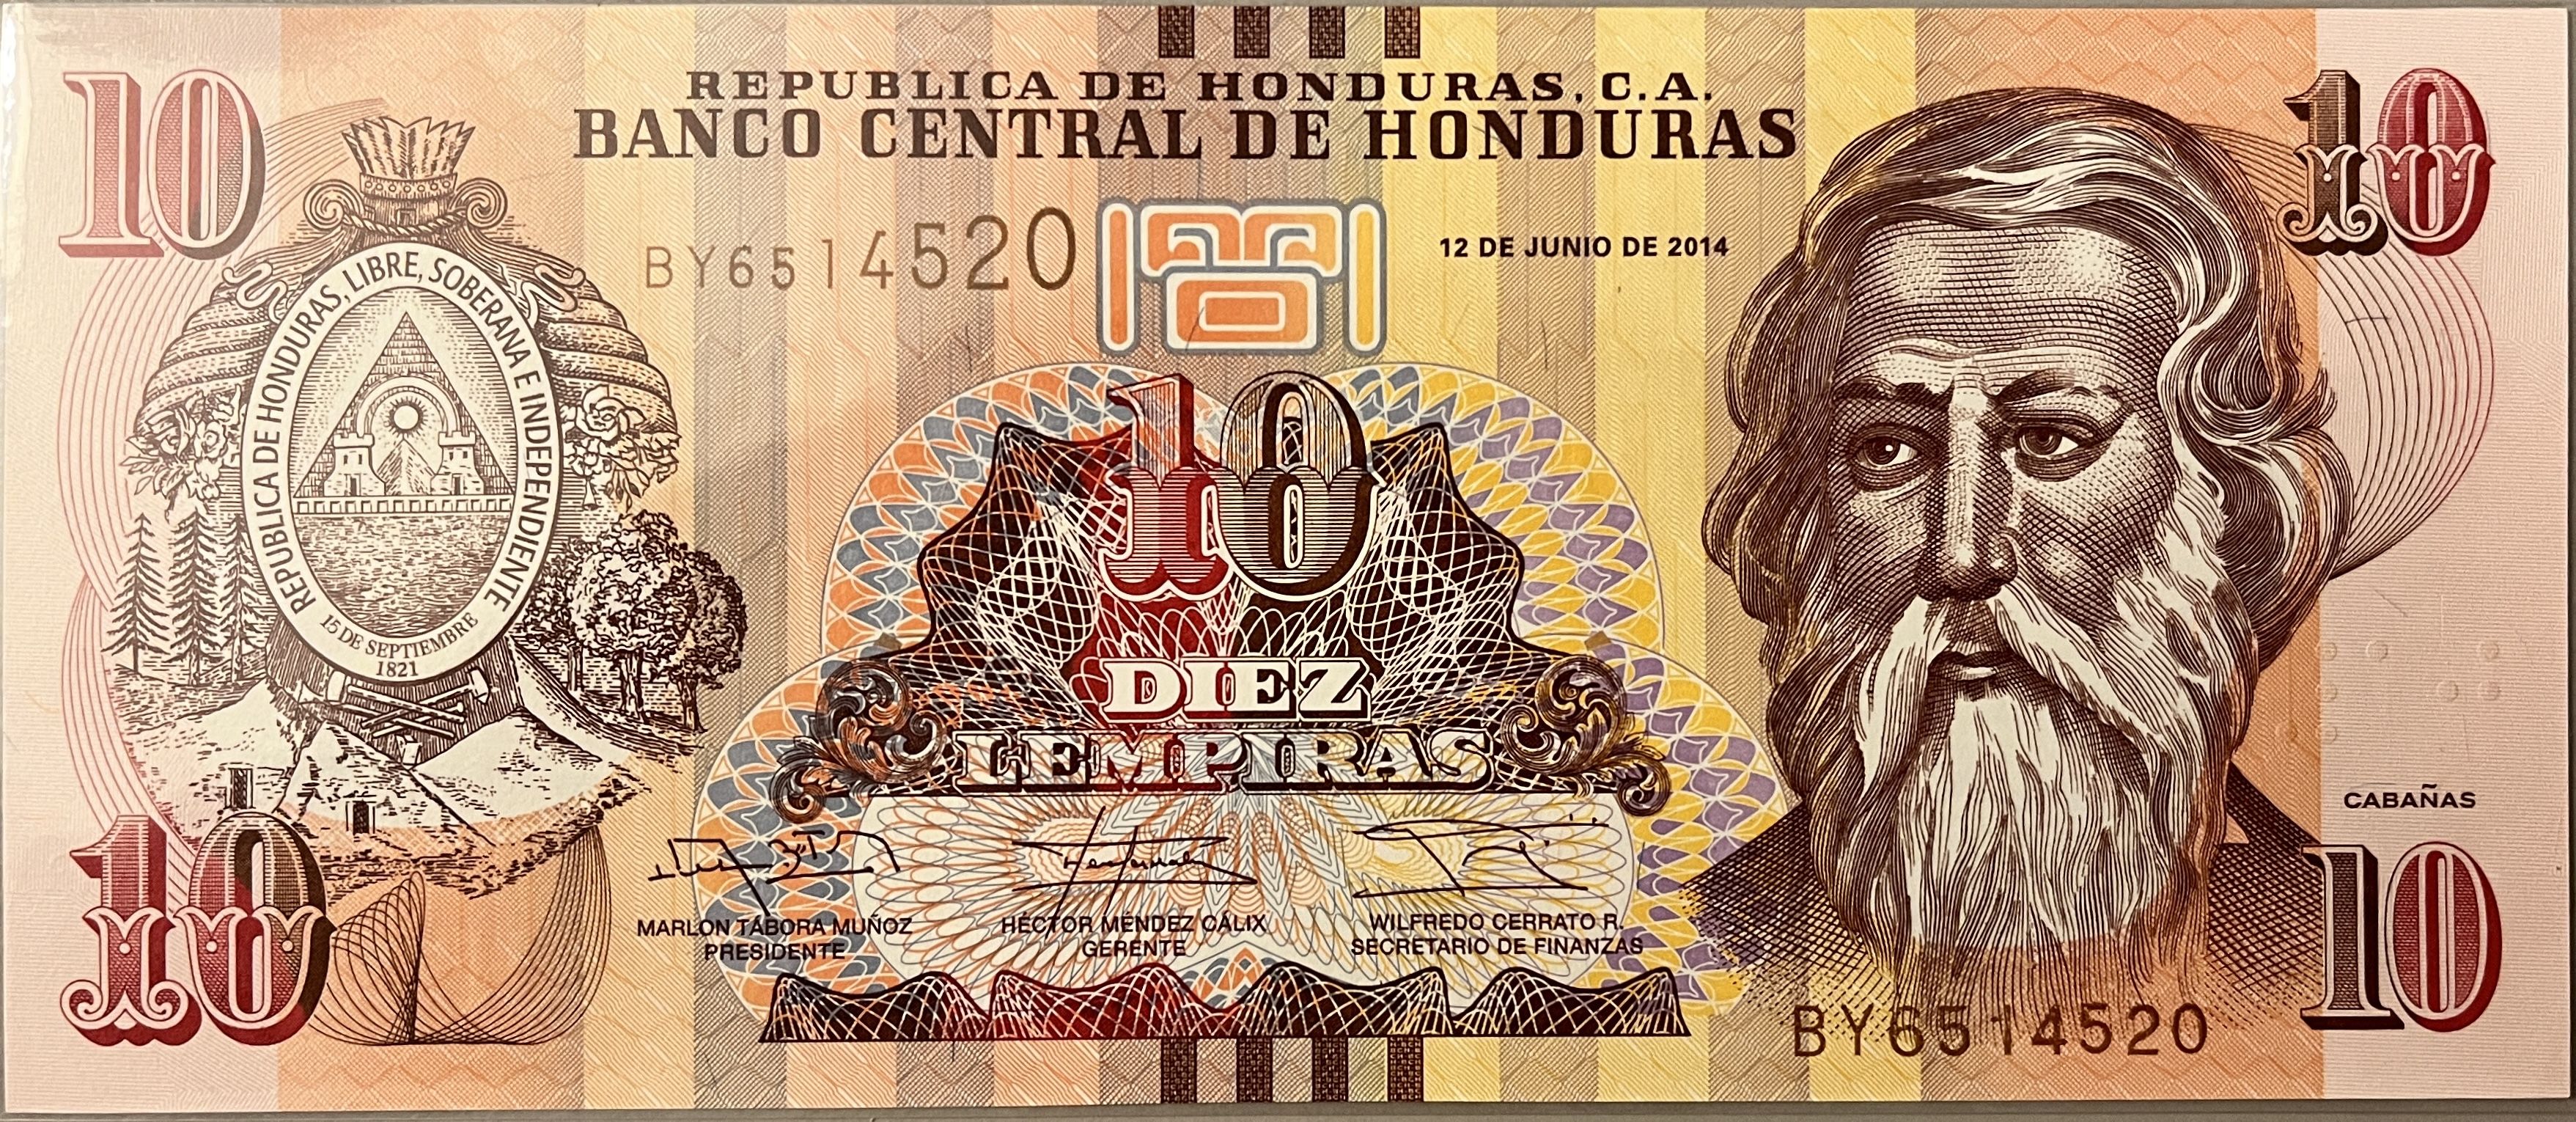 10
10
REPUBLICA DE HONDURAS, C.A.
BANCO CENTRAL DE HONDURAS
BY6514520
12 DE JUNIO DE 2014
REPUBLICA DE HONDURAS, LIBRE, SOBERANA E INDEPENDIENTE
15 DE SEPTIEMBRE
1821
10
DIEZ
LEMPIRAS
CABAÑAS
MARLON TÁBORA MUÑOZ
PRESIDENTE
HÉCTOR MÉNDEZ CÁLIX
GERENTE
WILFREDO CERRATO R.
SECRETARIO DE FINANZAS
10
10
BY6514520